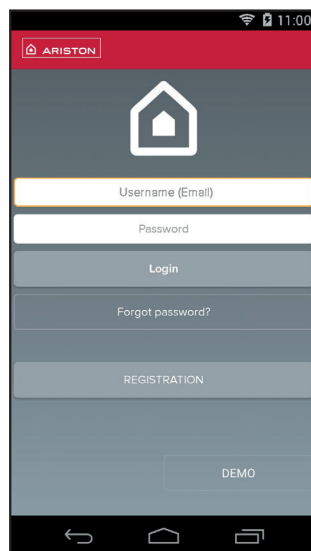 11:00
ARISTON
Username (Email)
Password
Login
Forgot password?
REGISTRATION
DEMO